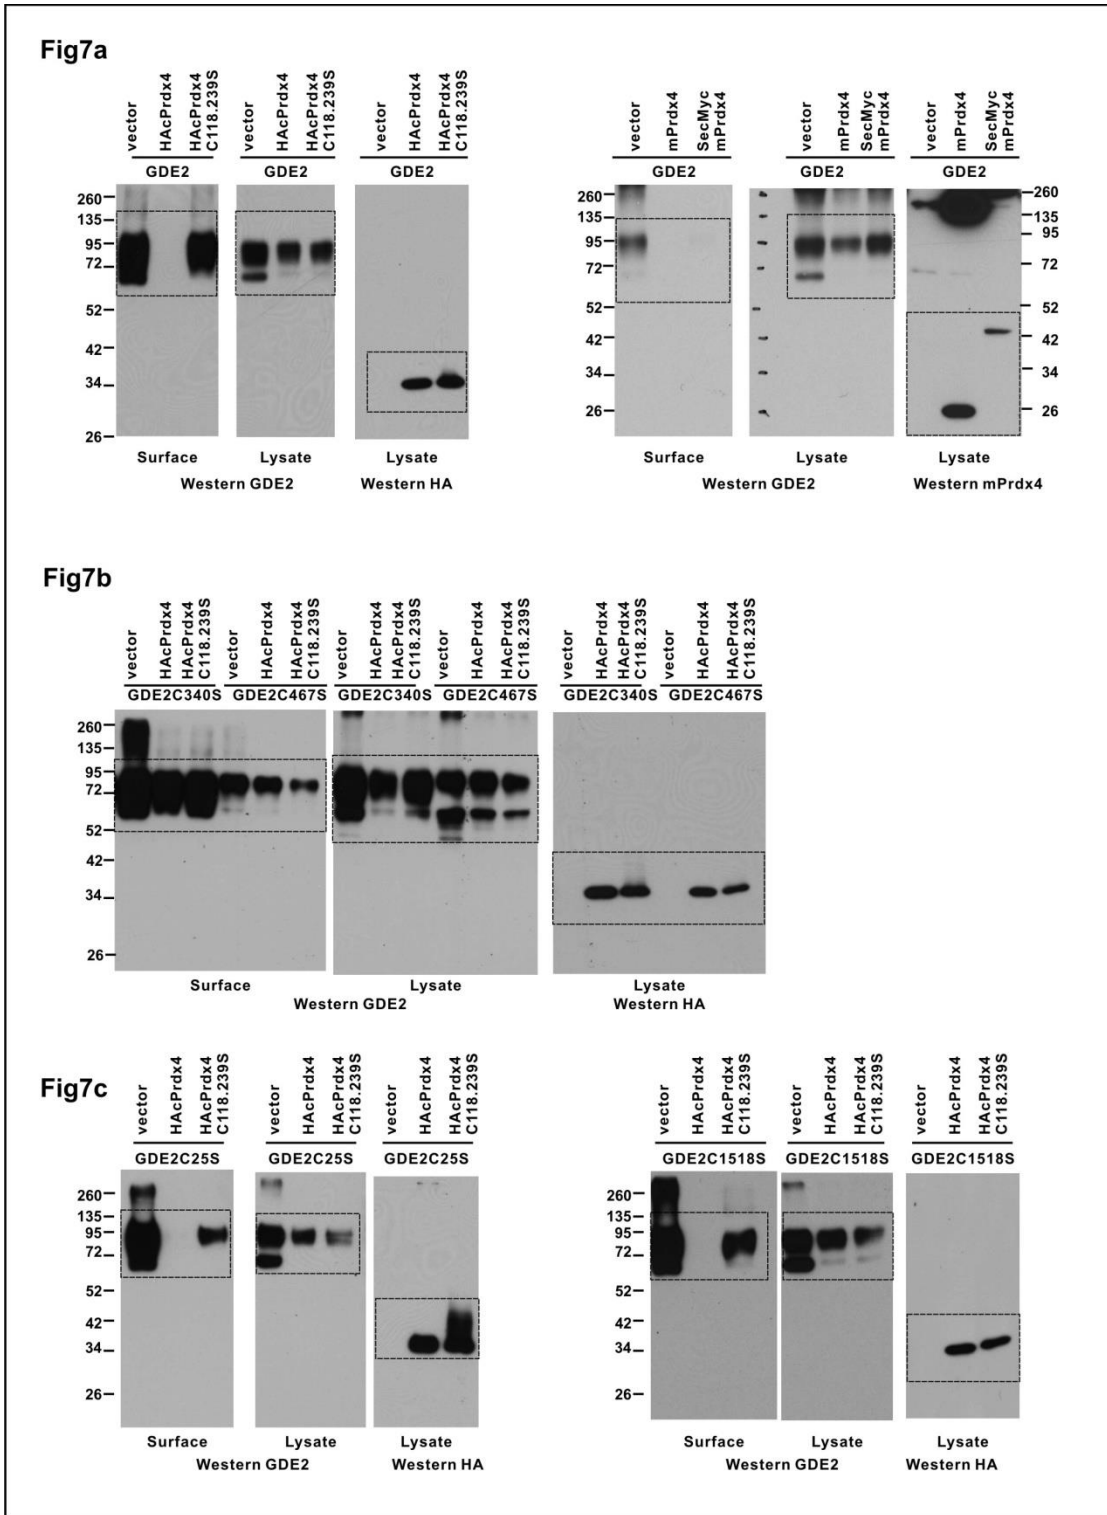 Fig7a
vector
HAcPrdx4
HAcPrdx4
C118.239S
vector
HAcPrdx4
HAcPrdx4
C118.239S
vector
HAcPrdx4
HAcPrdx4
C118.239S
GDE2
GDE2
GDE2
260
135
95
72
52
42
34
26
Surface
Lysate
Lysate
Western GDE2
Western HA
vector
mPrdx4
SecMyc
mPrdx4
vector
mPrdx4
SecMyc
mPrdx4
vector
mPrdx4
SecMyc
mPrdx4
GDE2
GDE2
GDE2
260
135
95
72
52
42
34
26
260
135
95
72
52
42
34
26
Surface
Lysate
Lysate
Western GDE2
Western mPrdx4
Fig7b
vector
HAcPrdx4
HAcPrdx4
C118.239S
vector
HAcPrdx4
HAcPrdx4
C118.239S
vector
HAcPrdx4
HAcPrdx4
C118.239S
vector
HAcPrdx4
HAcPrdx4
C118.239S
vector
HAcPrdx4
HAcPrdx4
C118.239S
vector
HAcPrdx4
HAcPrdx4
C118.239S
GDE2C340S
GDE2C467S
GDE2C340S
GDE2C467S
GDE2C340S
GDE2C467S
260
135
95
72
52
42
34
26
Surface
Lysate
Lysate
Western GDE2
Western HA
Fig7c
vector
HAcPrdx4
HAcPrdx4
C118.239S
vector
HAcPrdx4
HAcPrdx4
C118.239S
vector
HAcPrdx4
HAcPrdx4
C118.239S
GDE2C25S
GDE2C25S
GDE2C25S
260
135
95
72
52
42
34
26
Surface
Lysate
Lysate
Western GDE2
Western HA
vector
HAcPrdx4
HAcPrdx4
C118.239S
vector
HAcPrdx4
HAcPrdx4
C118.239S
vector
HAcPrdx4
HAcPrdx4
C118.239S
GDE2C1518S
GDE2C1518S
GDE2C1518S
260
135
95
72
52
42
34
26
Surface
Lysate
Lysate
Western GDE2
Western HA